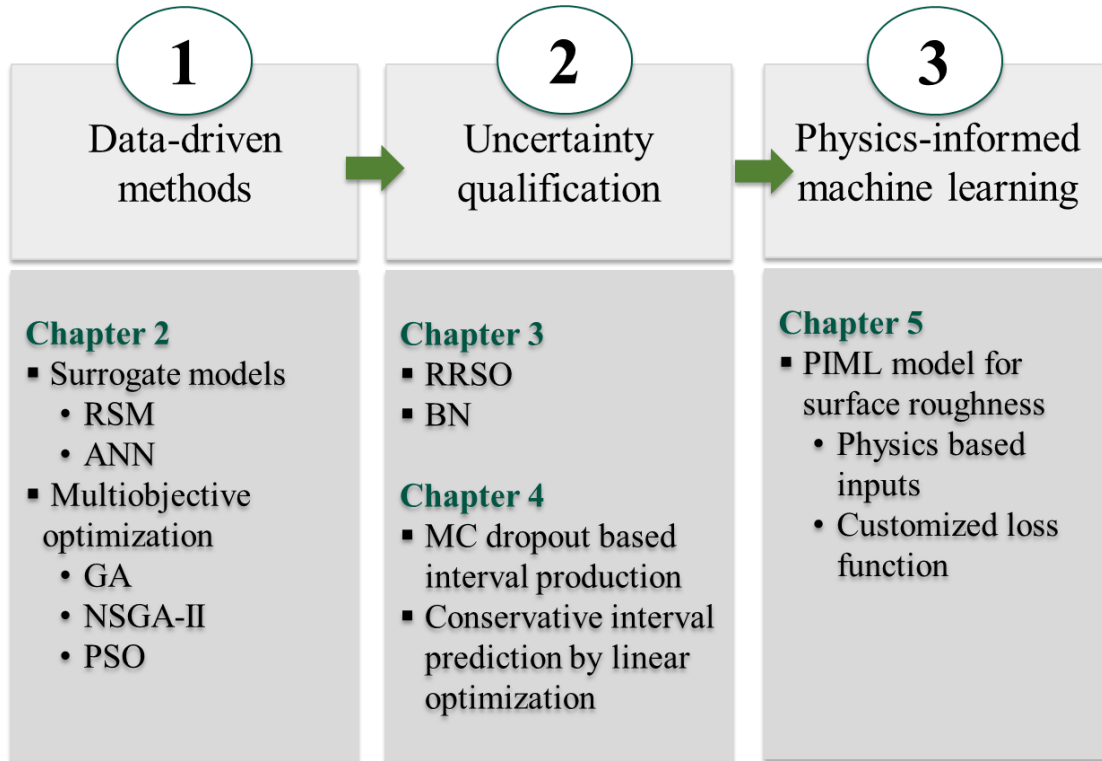 1
Data-driven
methods
2
Uncertainty
qualification
3
Physics-informed
machine learning
Chapter 2
▪ Surrogate models
• RSM
• ANN
▪ Multiobjective
optimization
• GA
• NSGA-II
• PSO
Chapter 3
▪ RRSO
▪ BN
Chapter 4
▪ MC dropout based
interval production
▪ Conservative interval
prediction by linear
optimization
Chapter 5
▪ PIML model for
surface roughness
• Physics based
inputs
• Customized loss
function